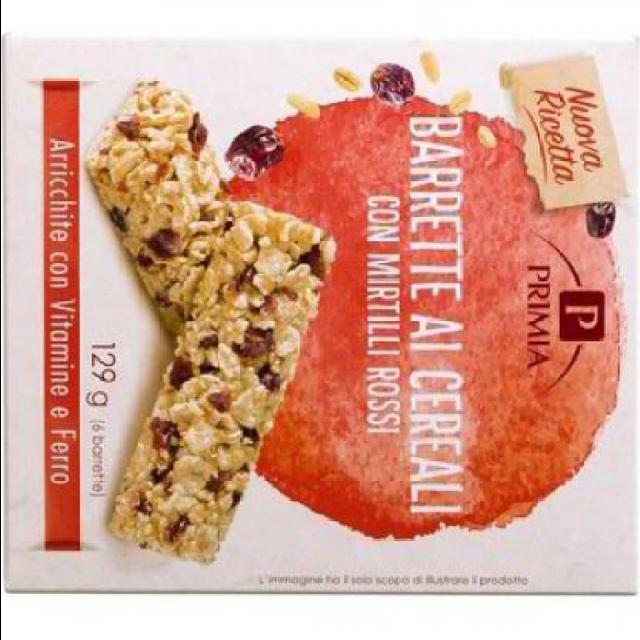 Nuova
Ricetta
P
PRIMIA
BARRETTE AI CEREALI
CON MIRTILLI ROSSI
129 g (6 barrette)
Arricchite con Vitamine e Ferro
L'immagine ha il solo scopo di illustrare il prodotto